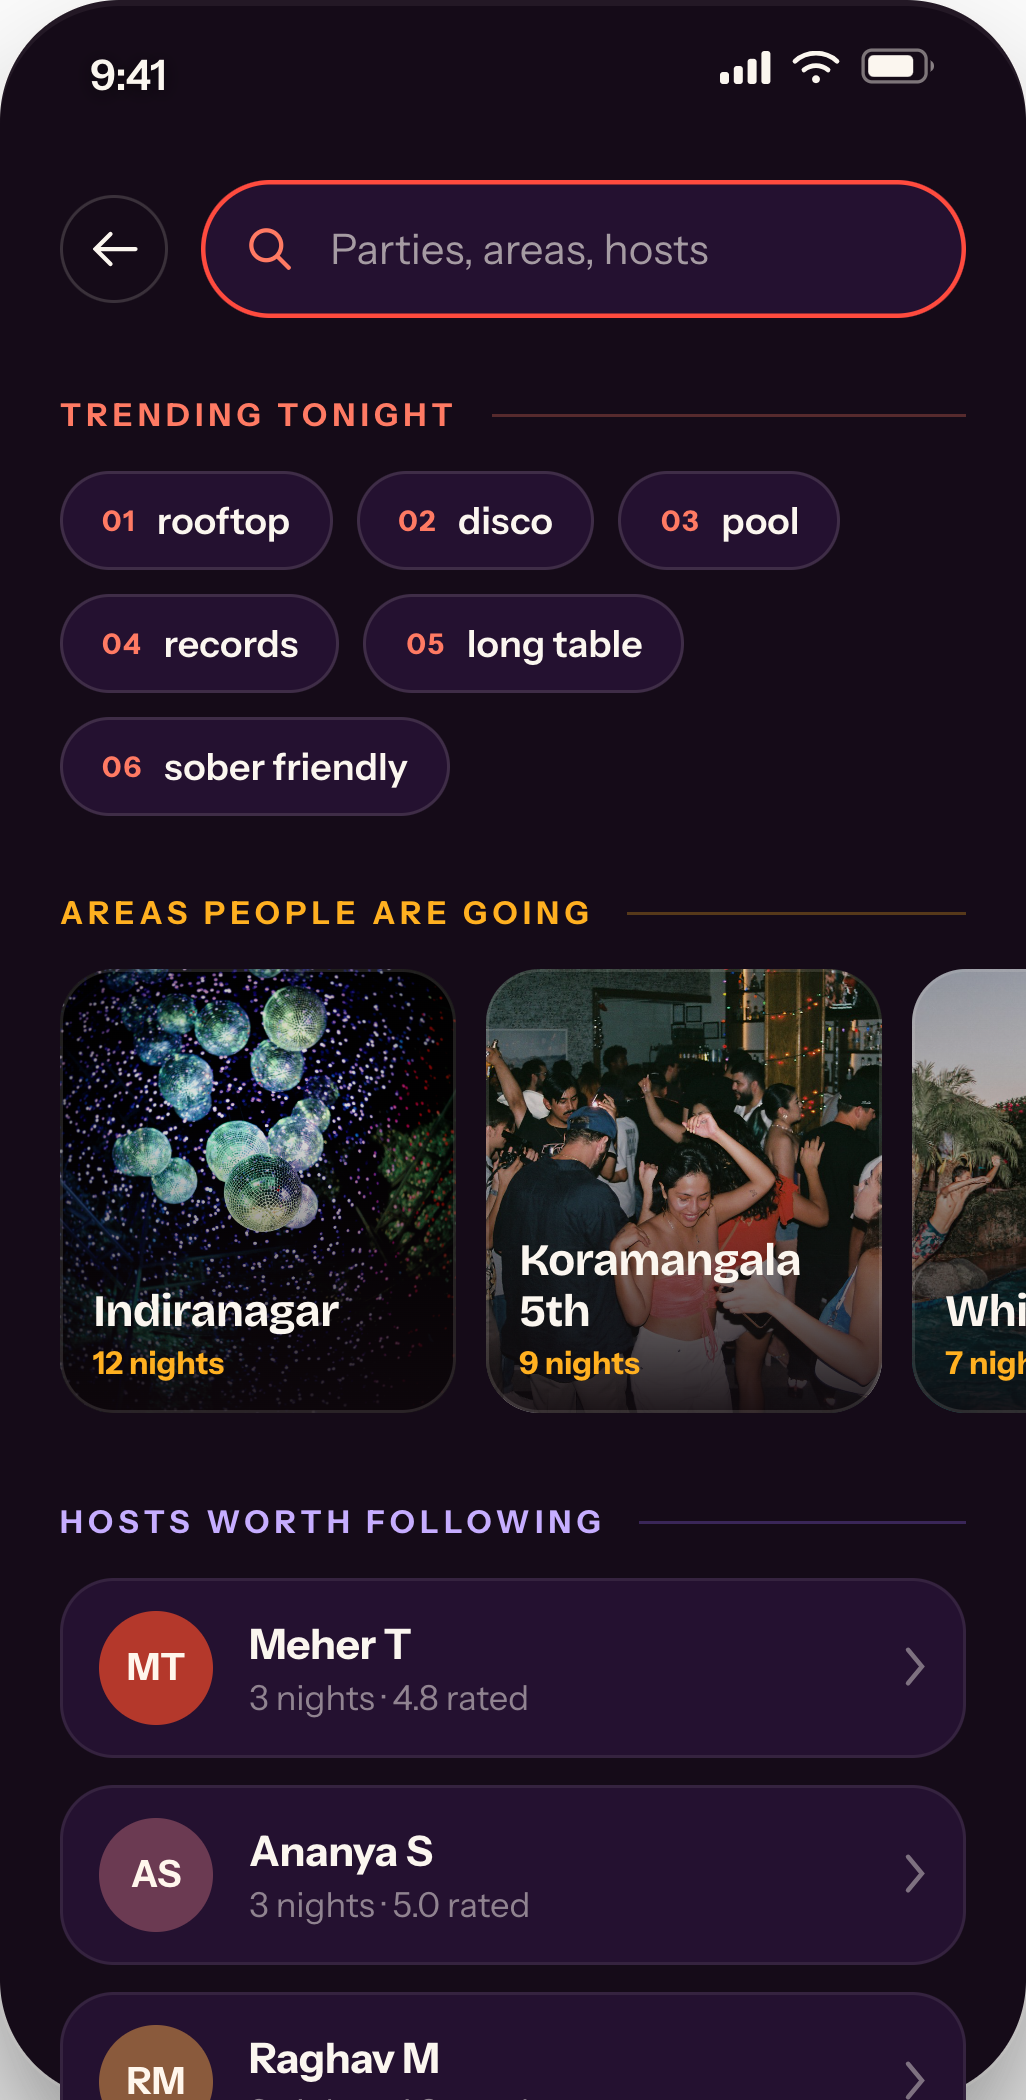 9:41
Parties, areas, hosts
TRENDING TONIGHT
01 rooftop
02 disco
03 pool
04 records
05 long table
06 sober friendly
AREAS PEOPLE ARE GOING
Indiranagar
12 nights
Koramangala
5th
9 nights
Whi
7 nigh
HOSTS WORTH FOLLOWING
MT
Meher T
3 nights · 4.8 rated
AS
Ananya S
3 nights · 5.0 rated
RM
Raghav M